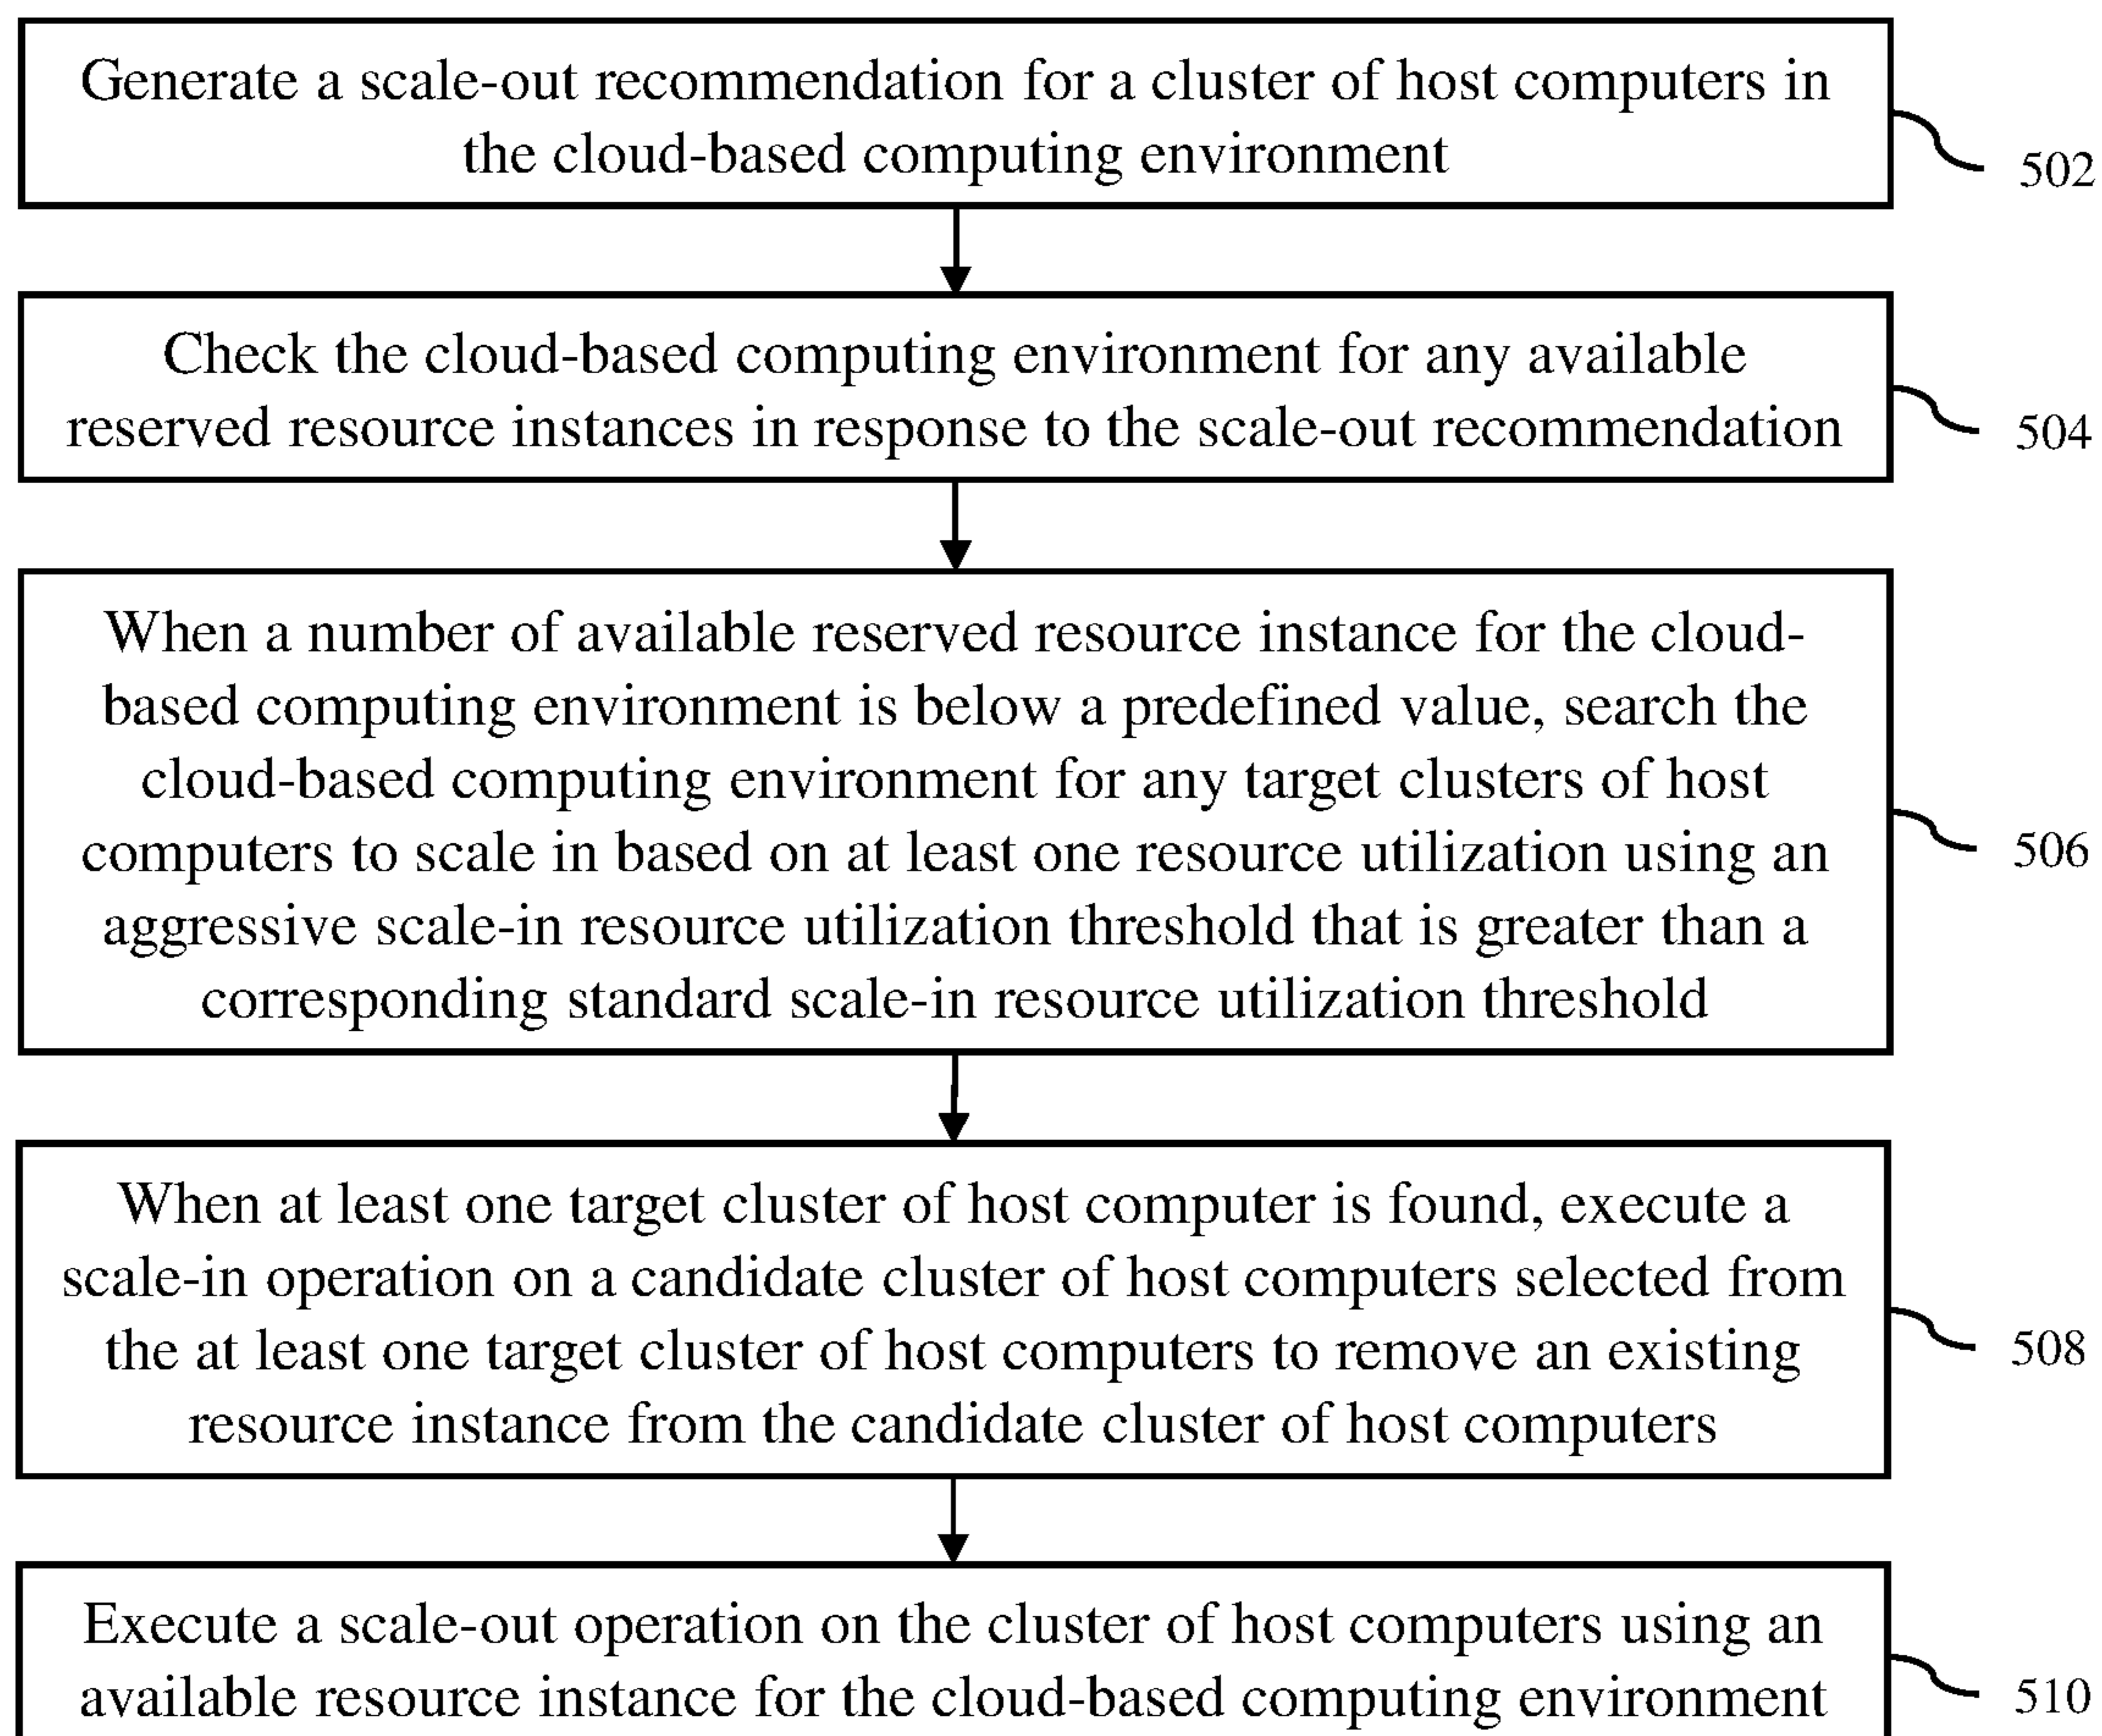 Generate a scale-out recommendation for a cluster of host computers in
the cloud-based computing environment
502
Check the cloud-based computing environment for any available
reserved resource instances in response to the scale-out recommendation
504
When a number of available reserved resource instance for the cloud-
based computing environment is below a predefined value, search the
cloud-based computing environment for any target clusters of host
computers to scale in based on at least one resource utilization using an
aggressive scale-in resource utilization threshold that is greater than a
corresponding standard scale-in resource utilization threshold
506
When at least one target cluster of host computer is found, execute a
scale-in operation on a candidate cluster of host computers selected from
the at least one target cluster of host computers to remove an existing
resource instance from the candidate cluster of host computers
508
Execute a scale-out operation on the cluster of host computers using an
available resource instance for the cloud-based computing environment
510